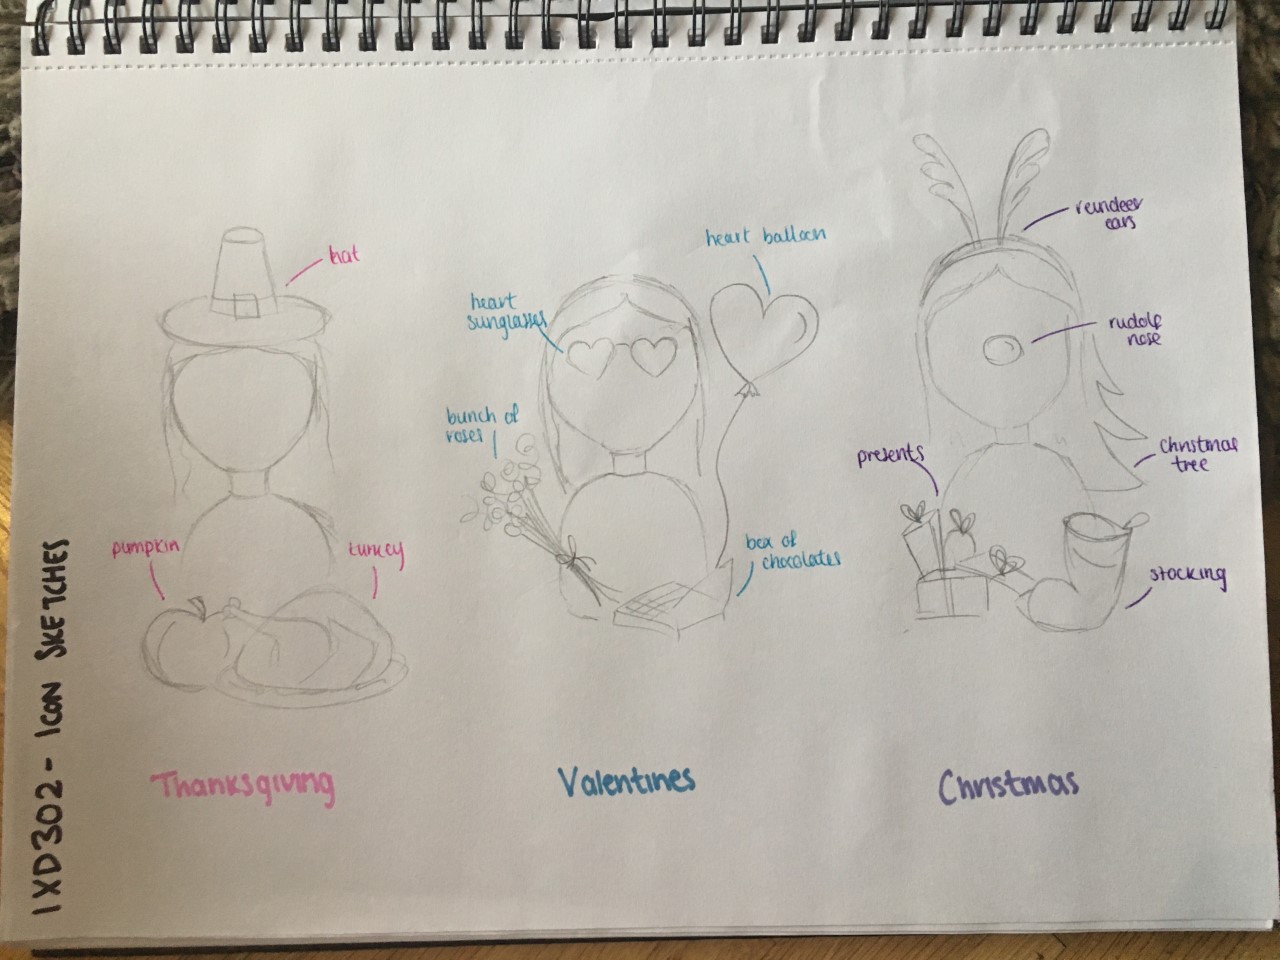 IXD302 - ICON SKETCHES
hat
pumpkin
turkey
Thanksgiving
heart balloon
heart
sunglasses
bunch of
roses
box of
chocolates
Valentines
reindeer
ears
rudolf
nose
presents
Christmas
tree
stocking
Christmas